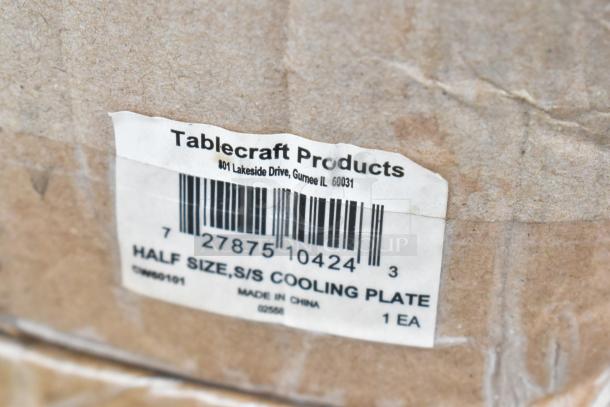 Tablecraft Products
801 Lakeside Drive, Gurnee IL 60031
7 27875 10424 3
HALF SIZE,S/S COOLING PLATE
CW60101
MADE IN CHINA
02558
1 EA